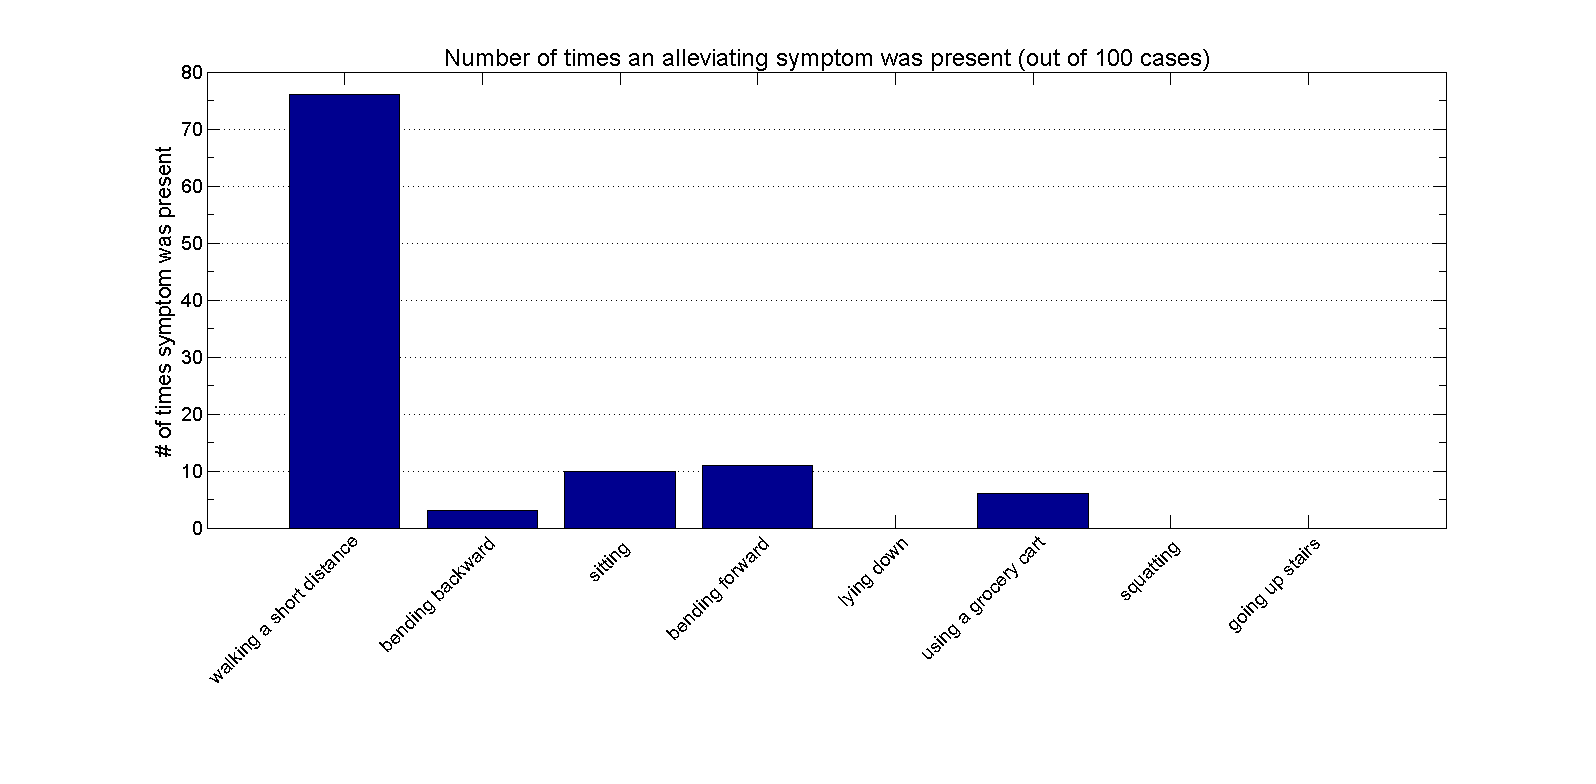 Number of times an alleviating symptom was present (out of 100 cases)
# of times symptom was present
80
70
60
50
40
30
20
10
0
walking a short distance
bending backward
sitting
bending forward
lying down
using a grocery cart
squatting
going up stairs